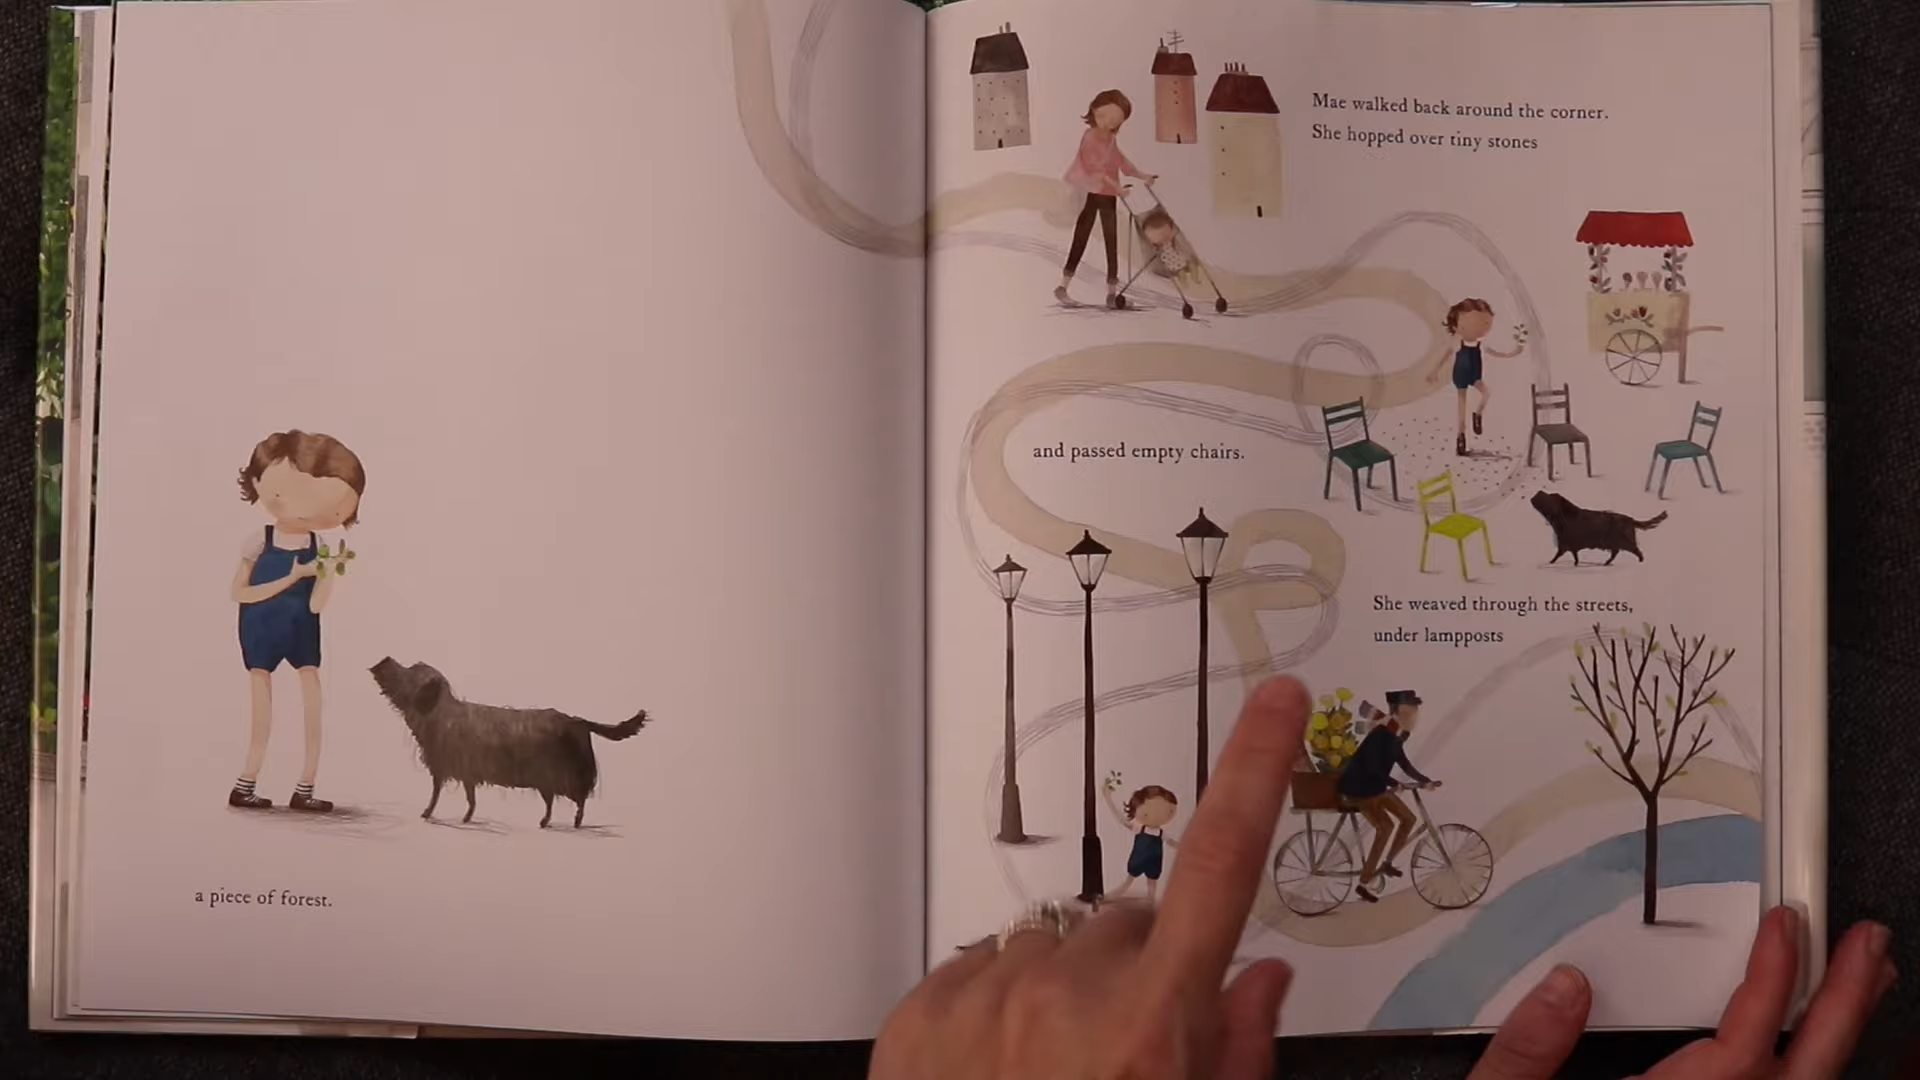 a piece of forest.
Mae walked back around the corner.
She hopped over tiny stones
and passed empty chairs.
She weaved through the streets,
under lampposts